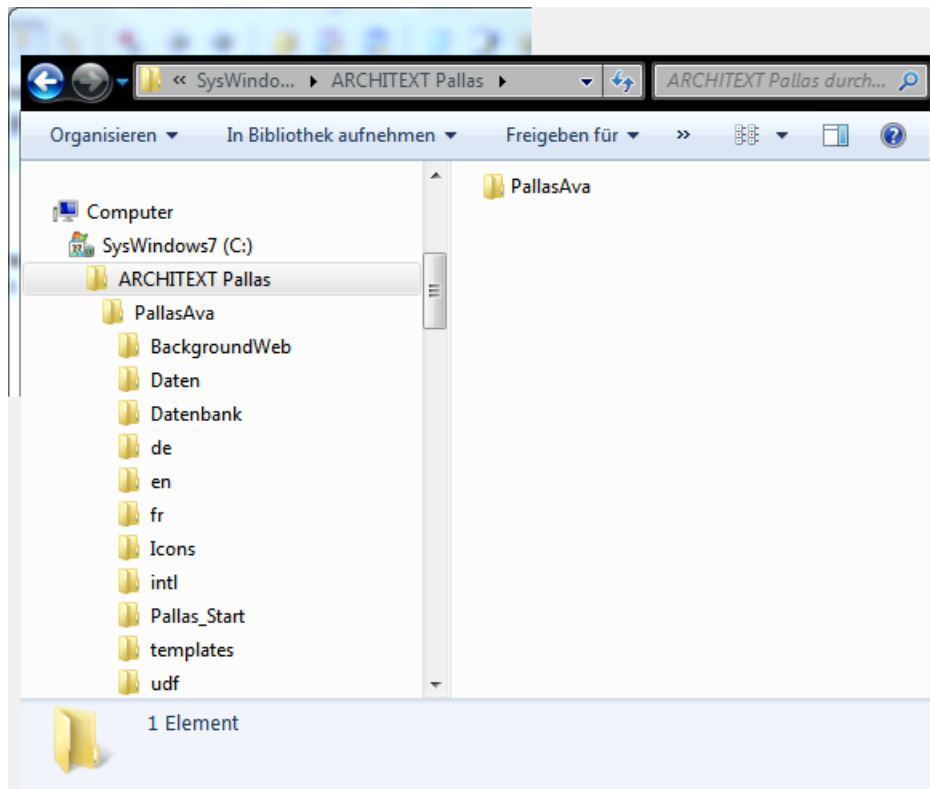 « SysWindo... ▸ ARCHITEXT Pallas ▸ ARCHITEXT Pallas durch...
Organisieren In Bibliothek aufnehmen Freigeben für »
PallasAva
Computer
SysWindows7 (C:)
ARCHITEXT Pallas
PallasAva
BackgroundWeb
Daten
Datenbank
de
en
fr
Icons
intl
Pallas_Start
templates
udf
1 Element